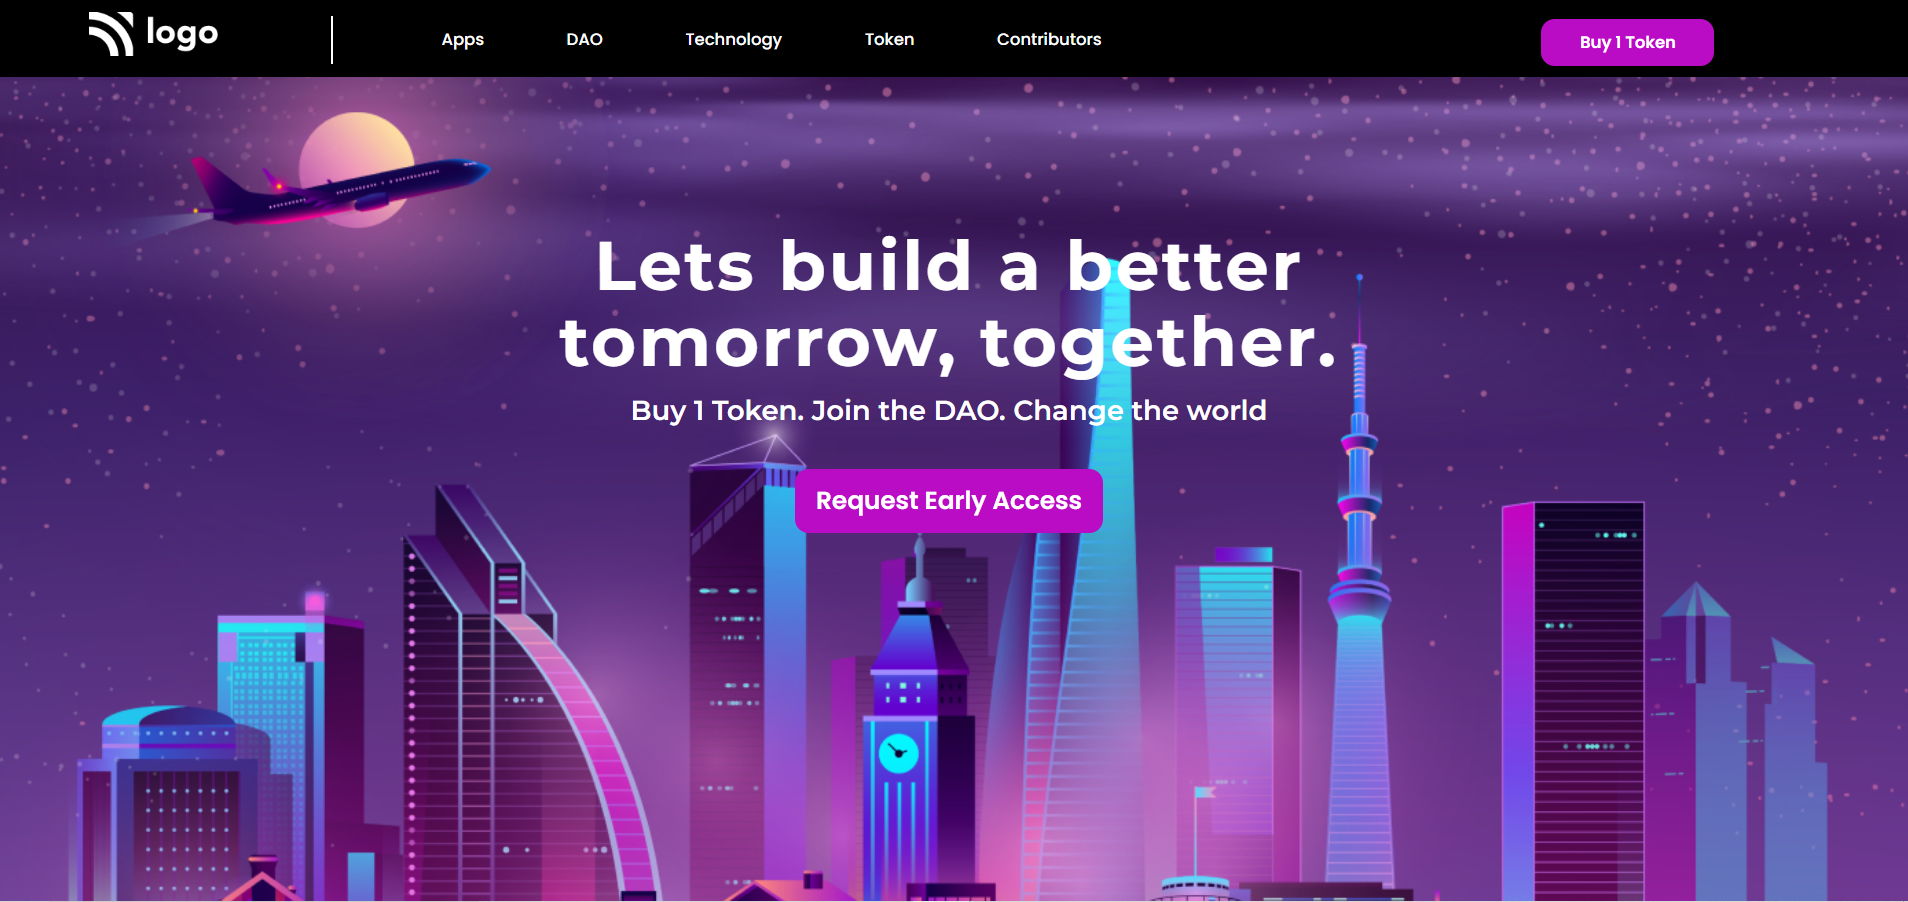 logo
Apps
DAO
Technology
Token
Contributors
Buy 1 Token
Lets build a better
tomorrow, together.
Buy 1 Token. Join the DAO. Change the world
Request Early Access